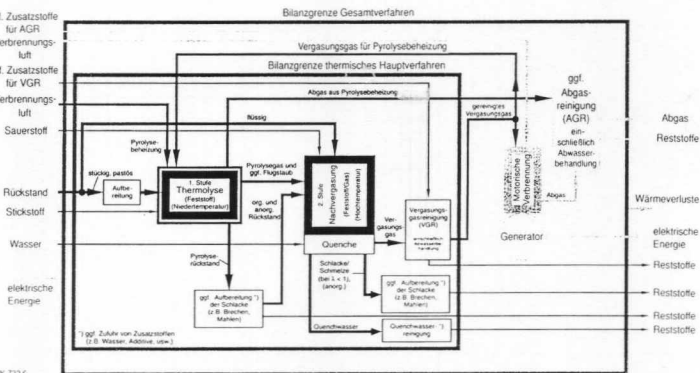 Bilanzgrenze Gesamtverfahren
. Zusatzstoffe
für AGR
erbrennungs-
luft
f. Zusatzstoffe
für VGR
erbrennungs-
luft
Sauerstoff
Rückstand
Stickstoff
Wasser
elektrische
Energie
Vergasungsgas für Pyrolysebeheizung
Bilanzgrenze thermisches Hauptverfahren
Abgas aus Pyrolysebeheizung
flüssig
Pyrolyse-
beheizung
stückig, pastös
Aufbe-
reitung
1. Stufe
Thermolyse
(Feststoff)
(Niedertemperatur)
Pyrolysegas und
ggf. Flugstaub
org. und
anorg.
Rückstand
2. Stufe
Nachvergasung
(Feststoff/Gas)
(Hochtemperatur)
Quenche
Ver-
gasungs-
gas
Vergasungs-
gasreinigung
(VGR)
gereinigtes
Vergasungsgas
Pyrolyse-
rückstand
ggf. Aufbereitung *)
der Schlacke
(z.B. Brechen,
Mahlen)
Schlacke/
Schmelze
(bei λ < 1),
(anorg.)
ggf. Aufbereitung *)
der Schlacke
(z.B. Brechen,
Mahlen)
Quenchwasser
Quenchwasser- *)
reinigung
*) ggf. Zufuhr von Zusatzstoffen
(z.B. Wasser, Additive, usw.)
ggf.
Abgas-
reinigung
(AGR)
ein-
schließlich
Abwasser-
behandlung
Motorische
Verbrennung
Abgas
Generator
Abgas
Reststoffe
Wärmeverluste
elektrische
Energie
Reststoffe
Reststoffe
Reststoffe
Reststoffe